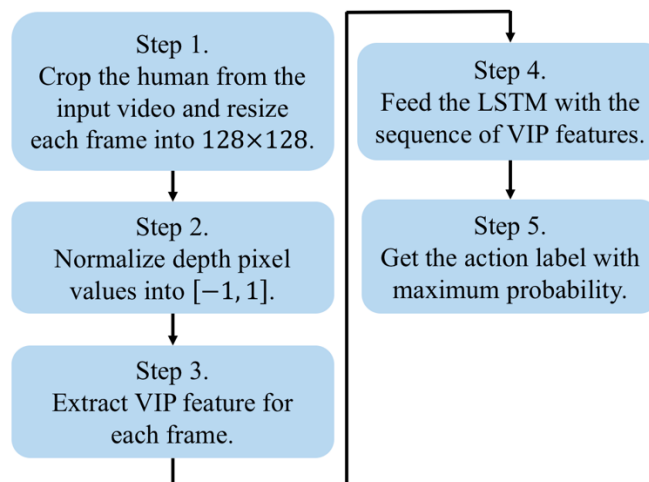 Step 1.
Crop the human from the
input video and resize
each frame into 128×128.
Step 2.
Normalize depth pixel
values into [−1, 1].
Step 3.
Extract VIP feature for
each frame.
Step 4.
Feed the LSTM with the
sequence of VIP features.
Step 5.
Get the action label with
maximum probability.